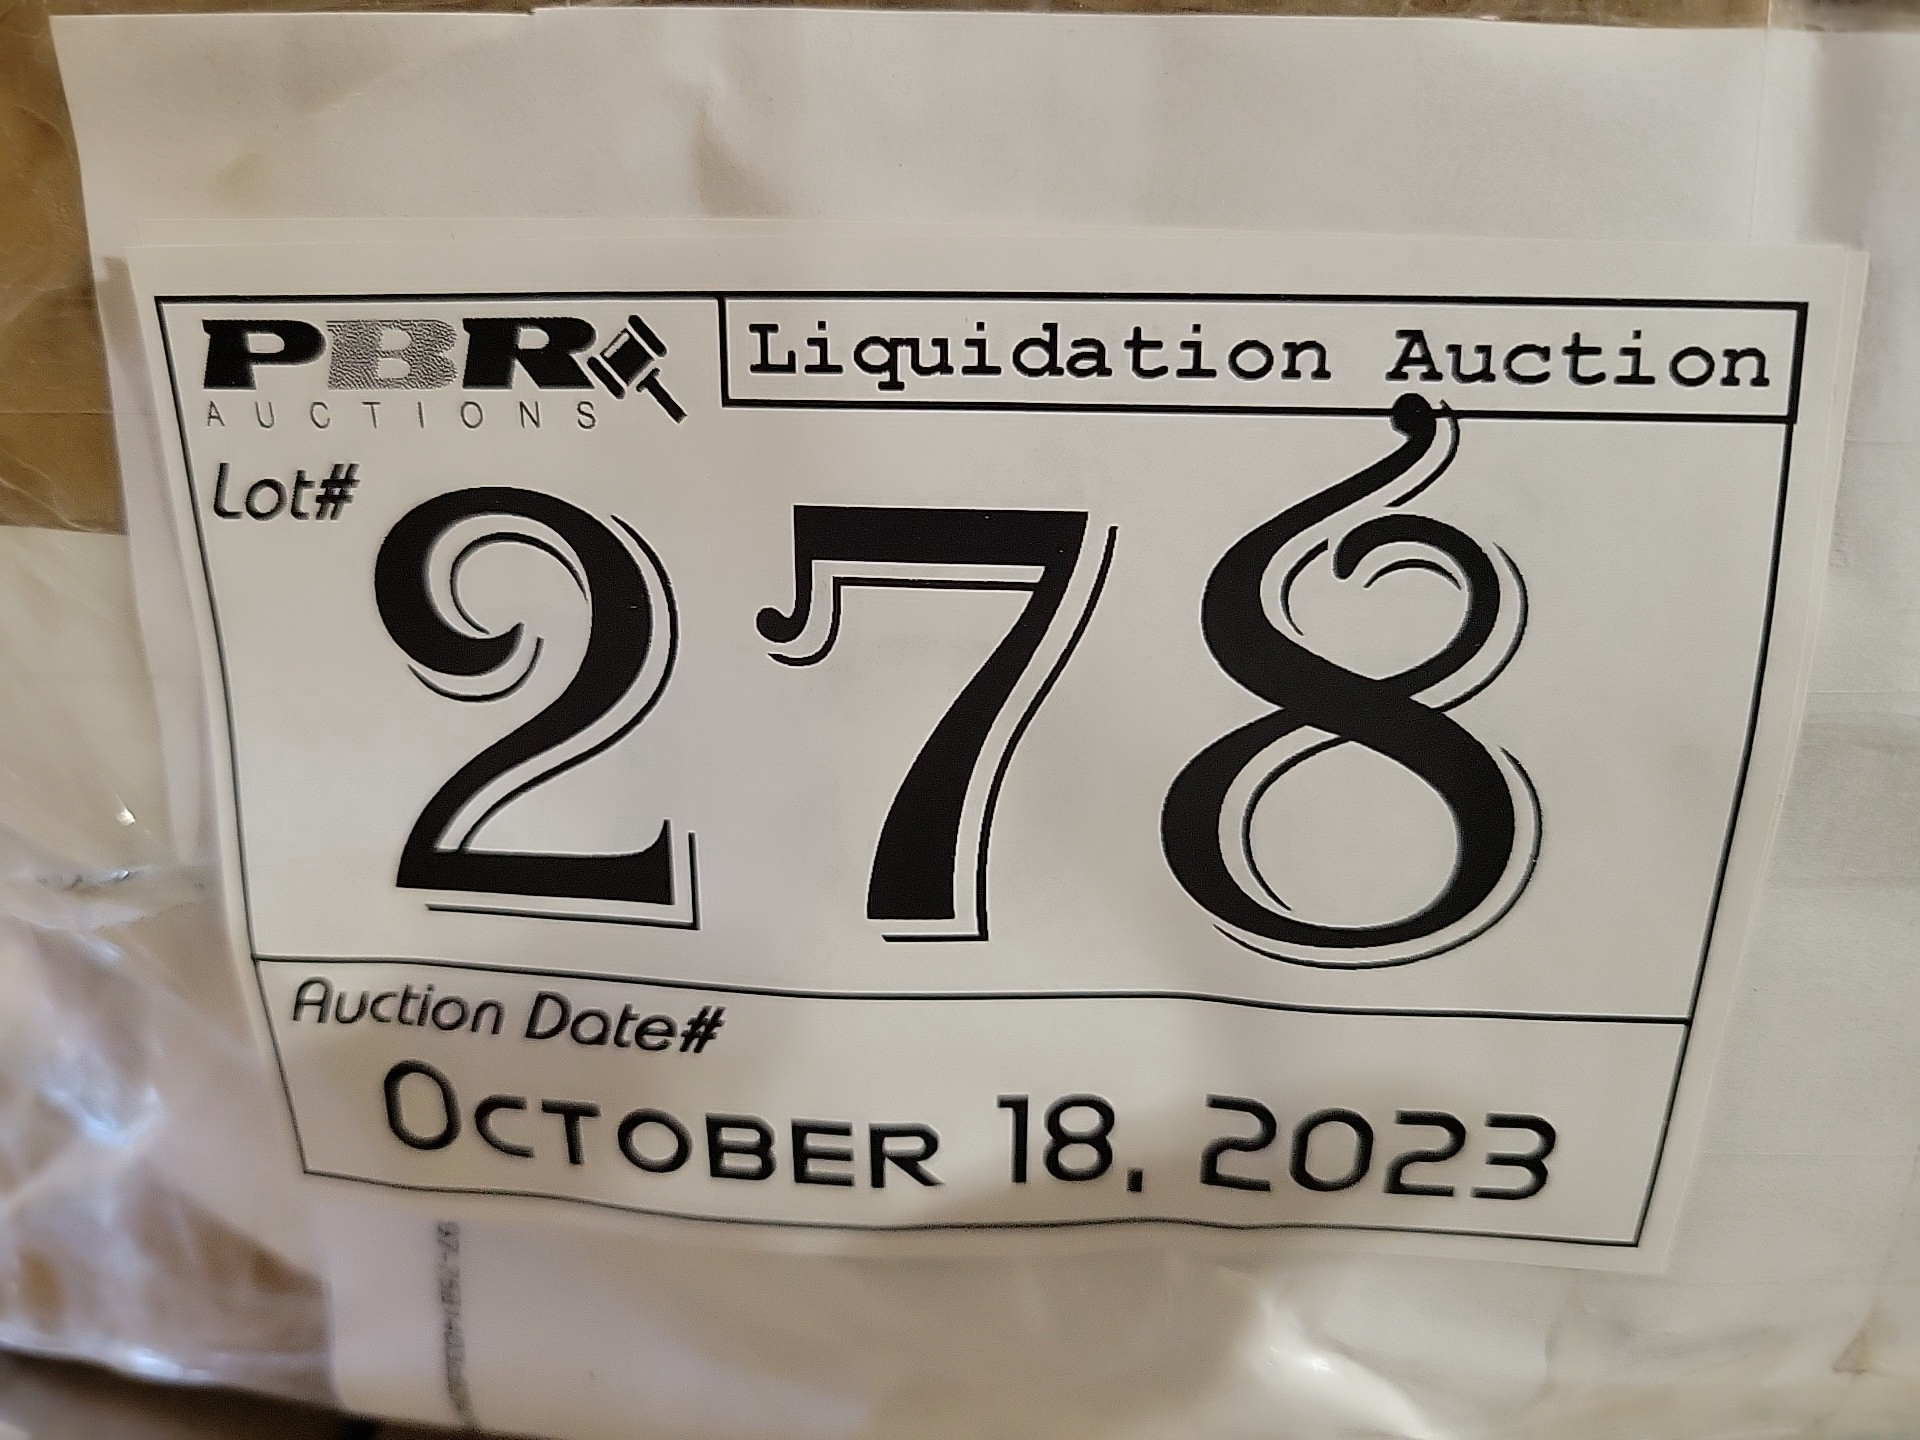 PBR
AUCTIONS
Liquidation Auction
Lot#
278
Auction Date#
October 18, 2023